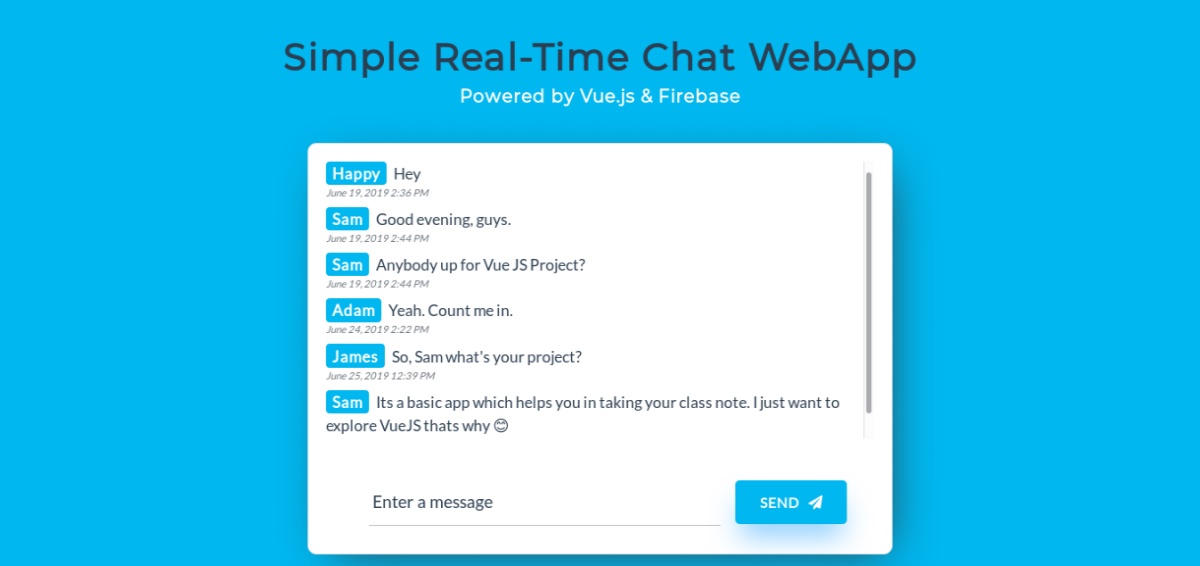 Simple Real-Time Chat WebApp
Powered by Vue.js & Firebase
Happy Hey
June 19, 2019 2:36 PM
Sam Good evening, guys.
June 19, 2019 2:44 PM
Sam Anybody up for Vue JS Project?
June 19, 2019 2:44 PM
Adam Yeah. Count me in.
June 24, 2019 2:22 PM
James So, Sam what's your project?
June 25, 2019 12:39 PM
Sam Its a basic app which helps you in taking your class note. I just want to
explore VueJS thats why 😊
Enter a message
SEND